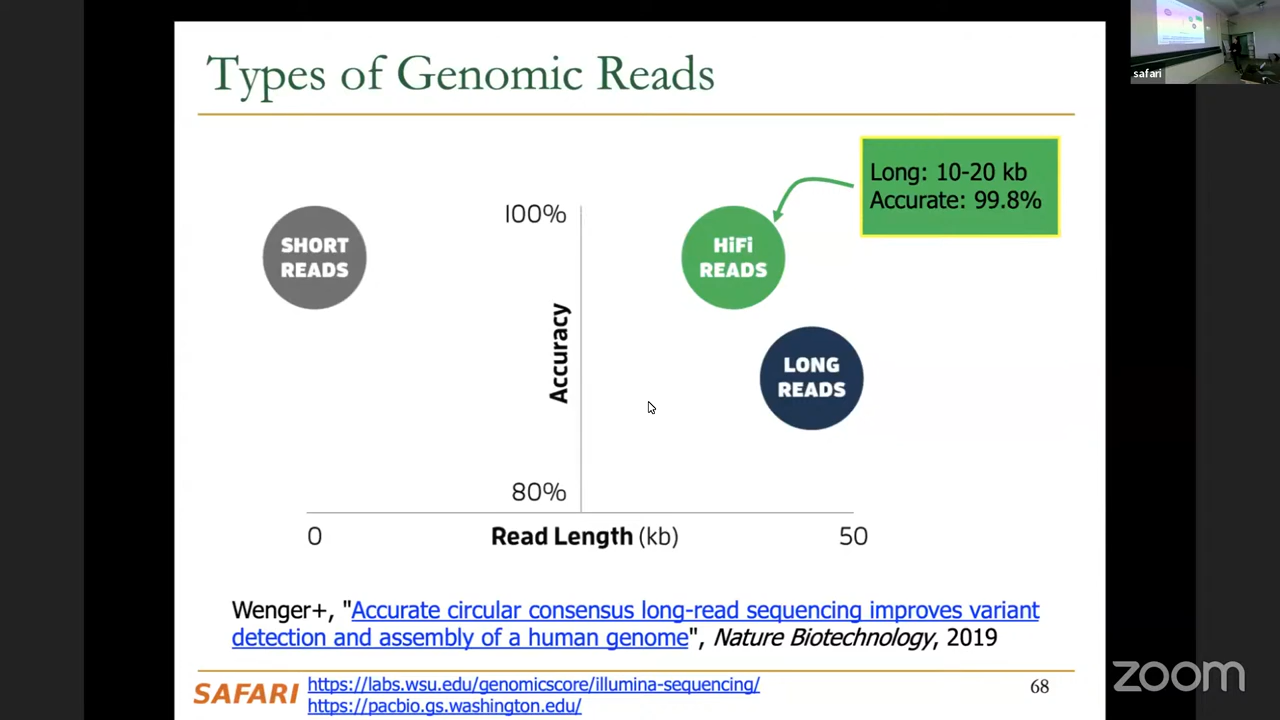 safari
Types of Genomic Reads
Long: 10-20 kb
Accurate: 99.8%
100%
SHORT
READS
HiFi
READS
Accuracy
LONG
READS
80%
0
Read Length (kb)
50
Wenger+, "Accurate circular consensus long-read sequencing improves variant
detection and assembly of a human genome", Nature Biotechnology, 2019
SAFARI
https://labs.wsu.edu/genomicscore/illumina-sequencing/
https://pacbio.gs.washington.edu/
68
zoom